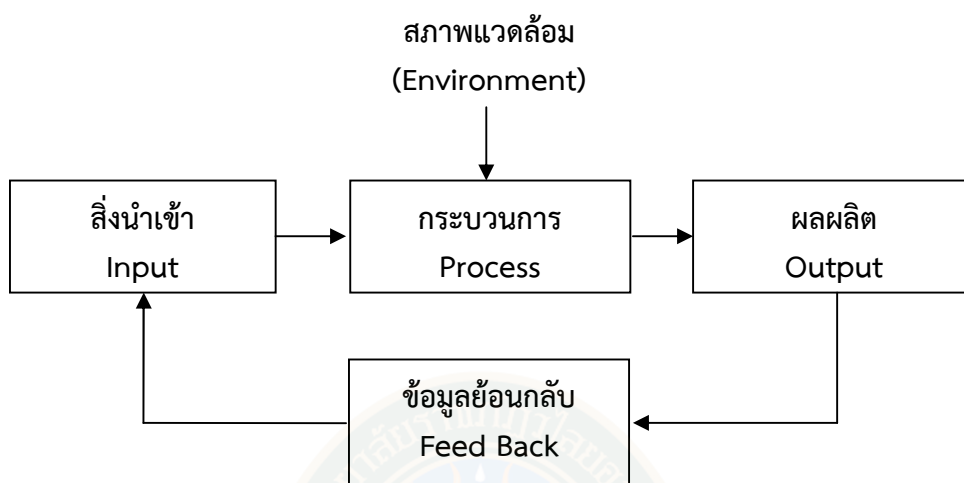 สภาพแวดล้อม
(Environment)
สิ่งนำเข้า
Input
กระบวนการ
Process
ผลผลิต
Output
ข้อมูลย้อนกลับ
Feed Back